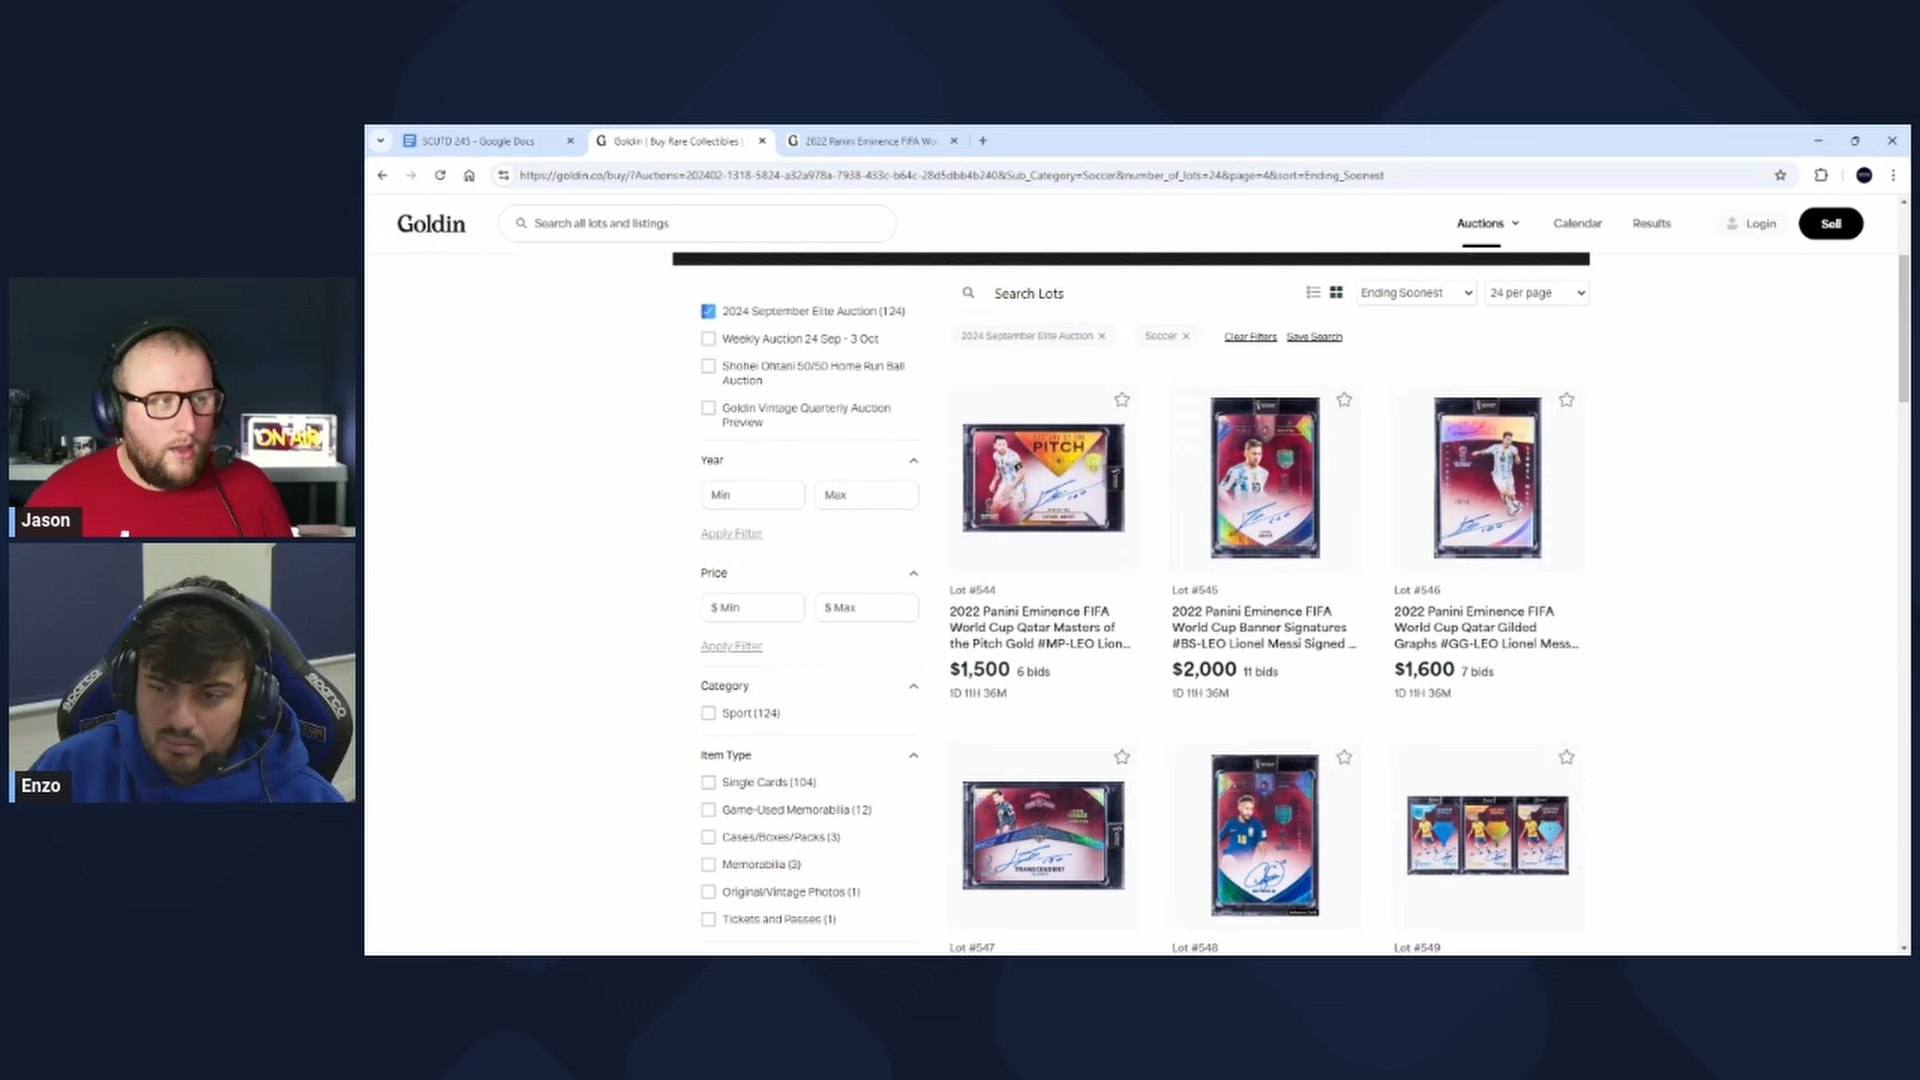 SCUTD 245 - Google Docs
Goldin | Buy Rare Collectibles |
2022 Panini Eminence FIFA Wo
https://goldin.co/buy/?Auctions=202402-1318-5824-a32a978a-7938-433c-b64c-28d5dbb4b240&Sub_Category=Soccer&number_of_lots=24&page=4&sort=Ending_Soonest
Goldin
Search all lots and listings
Auctions
Calendar
Results
Login
Sell
2024 September Elite Auction (124)
Weekly Auction 24 Sep - 3 Oct
Shohei Ohtani 50/50 Home Run Ball
Auction
Goldin Vintage Quarterly Auction
Preview
Year
Min
Max
Apply Filter
Price
$ Min
$ Max
Apply Filter
Category
Sport (124)
Item Type
Single Cards (104)
Game-Used Memorabilia (12)
Cases/Boxes/Packs (3)
Memorabilia (3)
Original/Vintage Photos (1)
Tickets and Passes (1)
Search Lots
Ending Soonest
24 per page
2024 September Elite Auction
Soccer
Clear Filters
Save Search
PITCH
Lot #544
2022 Panini Eminence FIFA
World Cup Qatar Masters of
the Pitch Gold #MP-LEO Lion...
$1,500 6 bids
1D 11H 36M
Lot #545
2022 Panini Eminence FIFA
World Cup Banner Signatures
#BS-LEO Lionel Messi Signed ...
$2,000 11 bids
1D 11H 36M
Lot #546
2022 Panini Eminence FIFA
World Cup Qatar Gilded
Graphs #GG-LEO Lionel Mess...
$1,600 7 bids
1D 11H 36M
TRANSCENDENT
Lot #547
Lot #548
Lot #549
ON AIR
Jason
sparco
sparco
Enzo